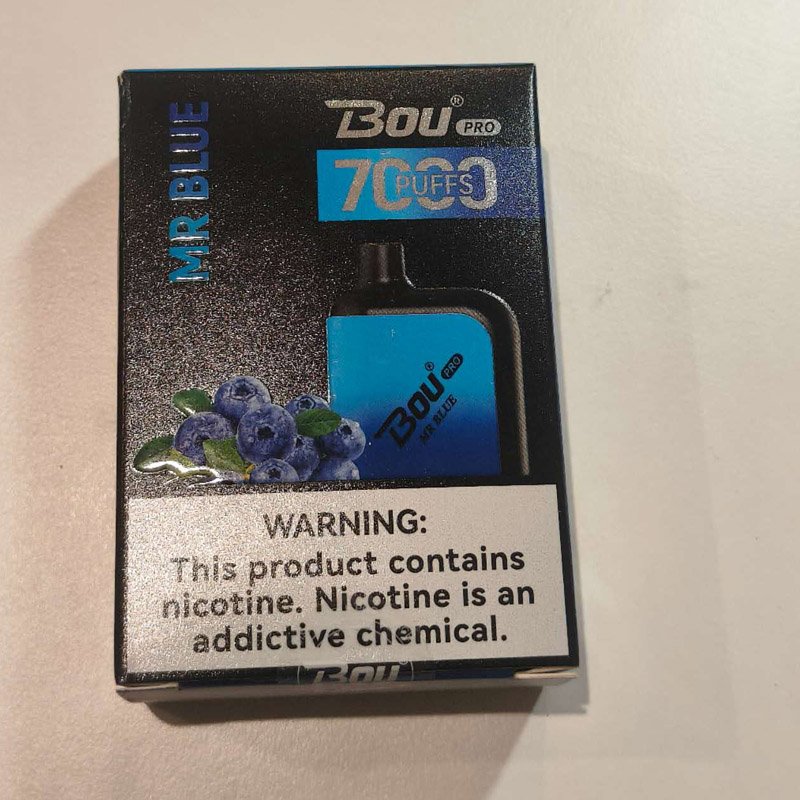 MR BLUE
Bou® PRO
7000
PUFFS
Bou® PRO
MR BLUE
WARNING:
This product contains
nicotine. Nicotine is an
addictive chemical.
Bou®